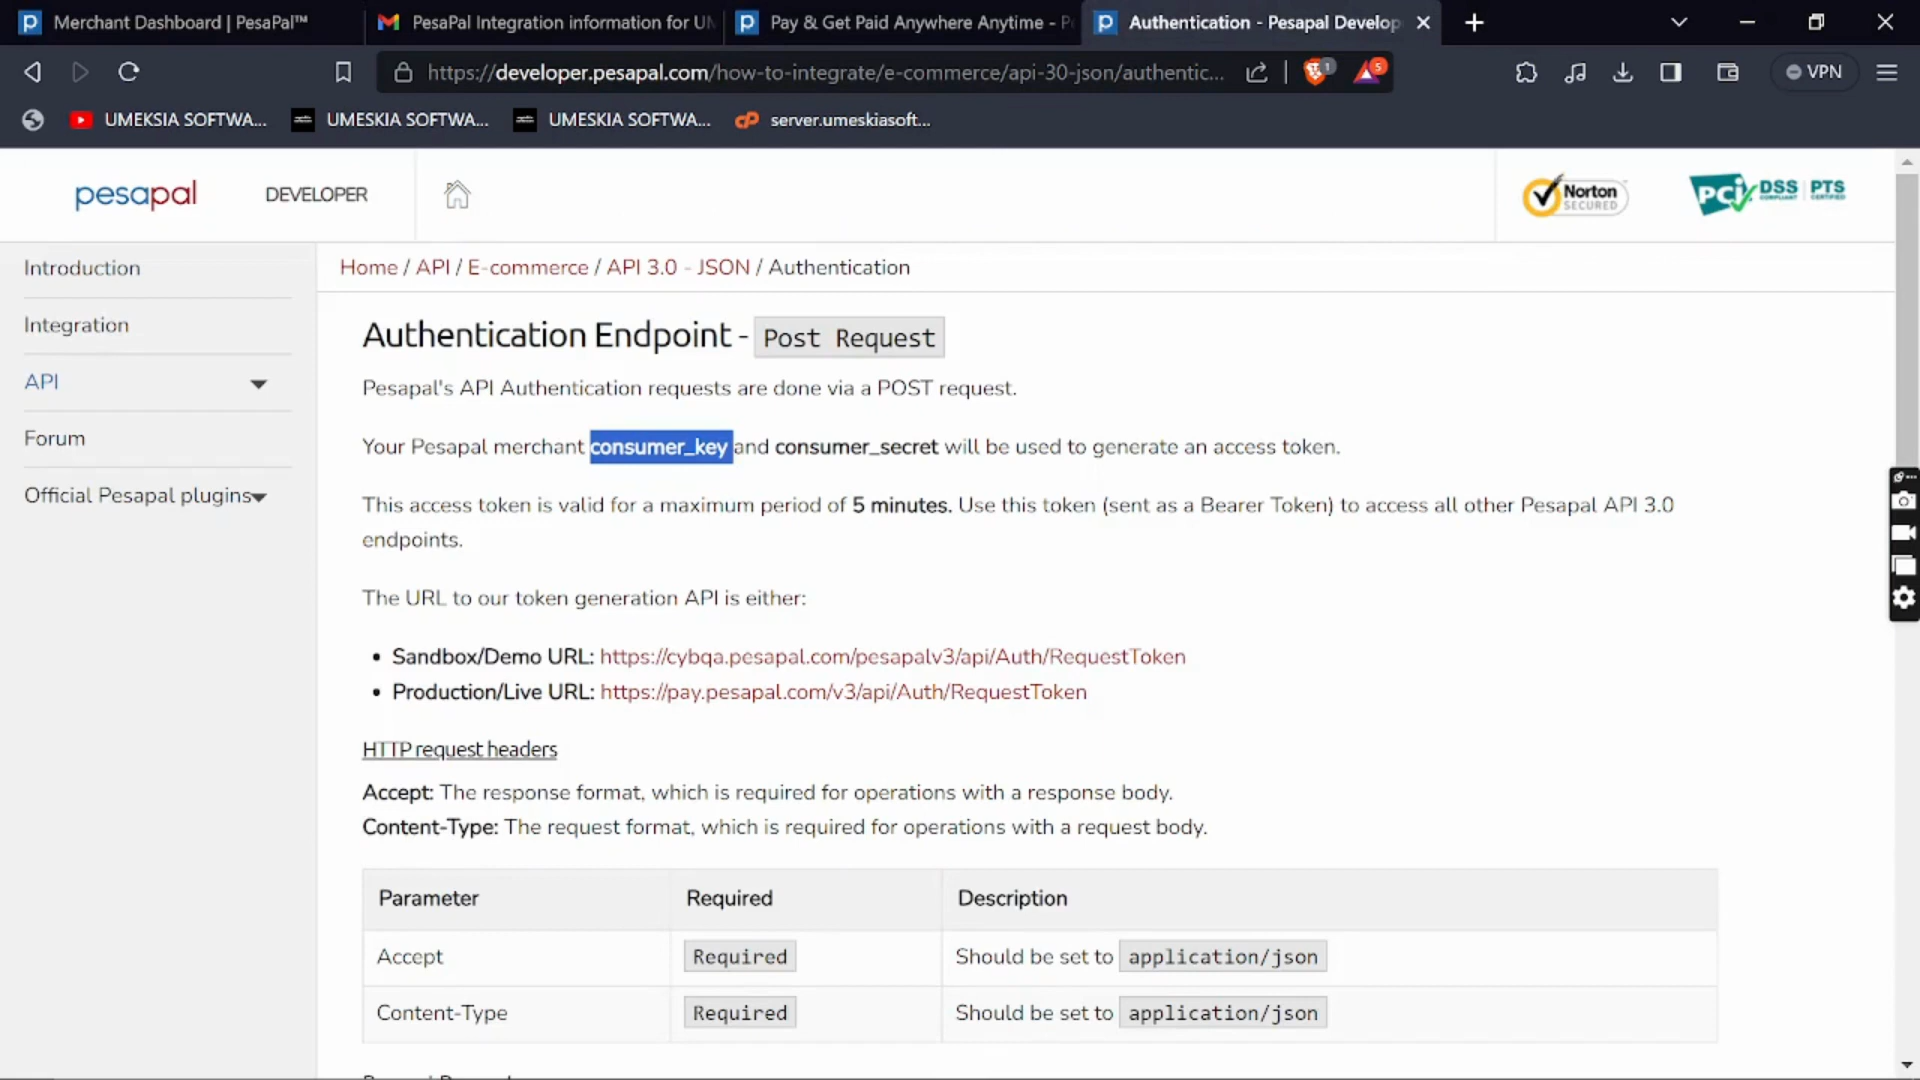 Merchant Dashboard | PesaPal™
PesaPal Integration information for UM
Pay & Get Paid Anywhere Anytime - P
Authentication - Pesapal Develop
https://developer.pesapal.com/how-to-integrate/e-commerce/api-30-json/authentic...
1
5
VPN
UMEKSIA SOFTWA...
UMESKIA SOFTWA...
UMESKIA SOFTWA...
server.umeskiasoft...
pesapal
DEVELOPER
Norton
SECURED
PCI DSS COMPLIANT | PTS CERTIFIED
Introduction
Integration
API
Forum
Official Pesapal plugins
Home / API / E-commerce / API 3.0 - JSON / Authentication
Authentication Endpoint - Post Request
Pesapal's API Authentication requests are done via a POST request.
Your Pesapal merchant consumer_key and consumer_secret will be used to generate an access token.
This access token is valid for a maximum period of 5 minutes. Use this token (sent as a Bearer Token) to access all other Pesapal API 3.0
endpoints.
The URL to our token generation API is either:
• Sandbox/Demo URL: https://cybqa.pesapal.com/pesapalv3/api/Auth/RequestToken
• Production/Live URL: https://pay.pesapal.com/v3/api/Auth/RequestToken
HTTP request headers
Accept: The response format, which is required for operations with a response body.
Content-Type: The request format, which is required for operations with a request body.
Parameter Required Description
Accept Required Should be set to application/json
Content-Type Required Should be set to application/json